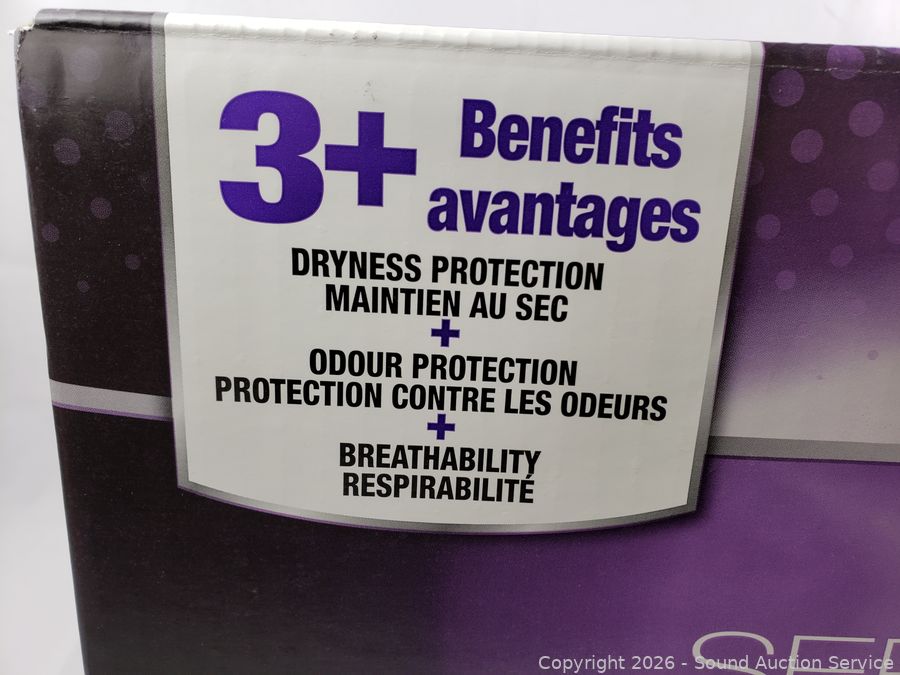 3+ Benefits
avantages
DRYNESS PROTECTION
MAINTIEN AU SEC
+
ODOUR PROTECTION
PROTECTION CONTRE LES ODEURS
+
BREATHABILITY
RESPIRABILITÉ
Copyright 2026 - Sound Auction Service